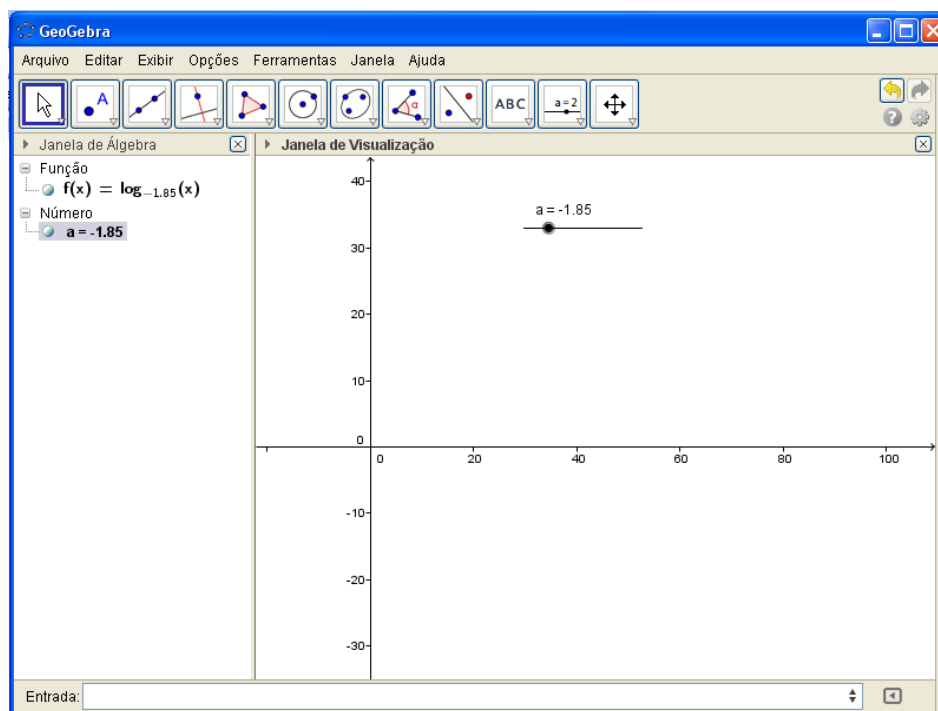 GeoGebra
Arquivo Editar Exibir Opções Ferramentas Janela Ajuda
A α ABC a=2
Janela de Álgebra
Janela de Visualização
Função
f(x) = log₋₁.₈₅(x)
Número
a = -1.85
a = -1.85
40
30
20
10
0
0 20 40 60 80 100
-10
-20
-30
Entrada: